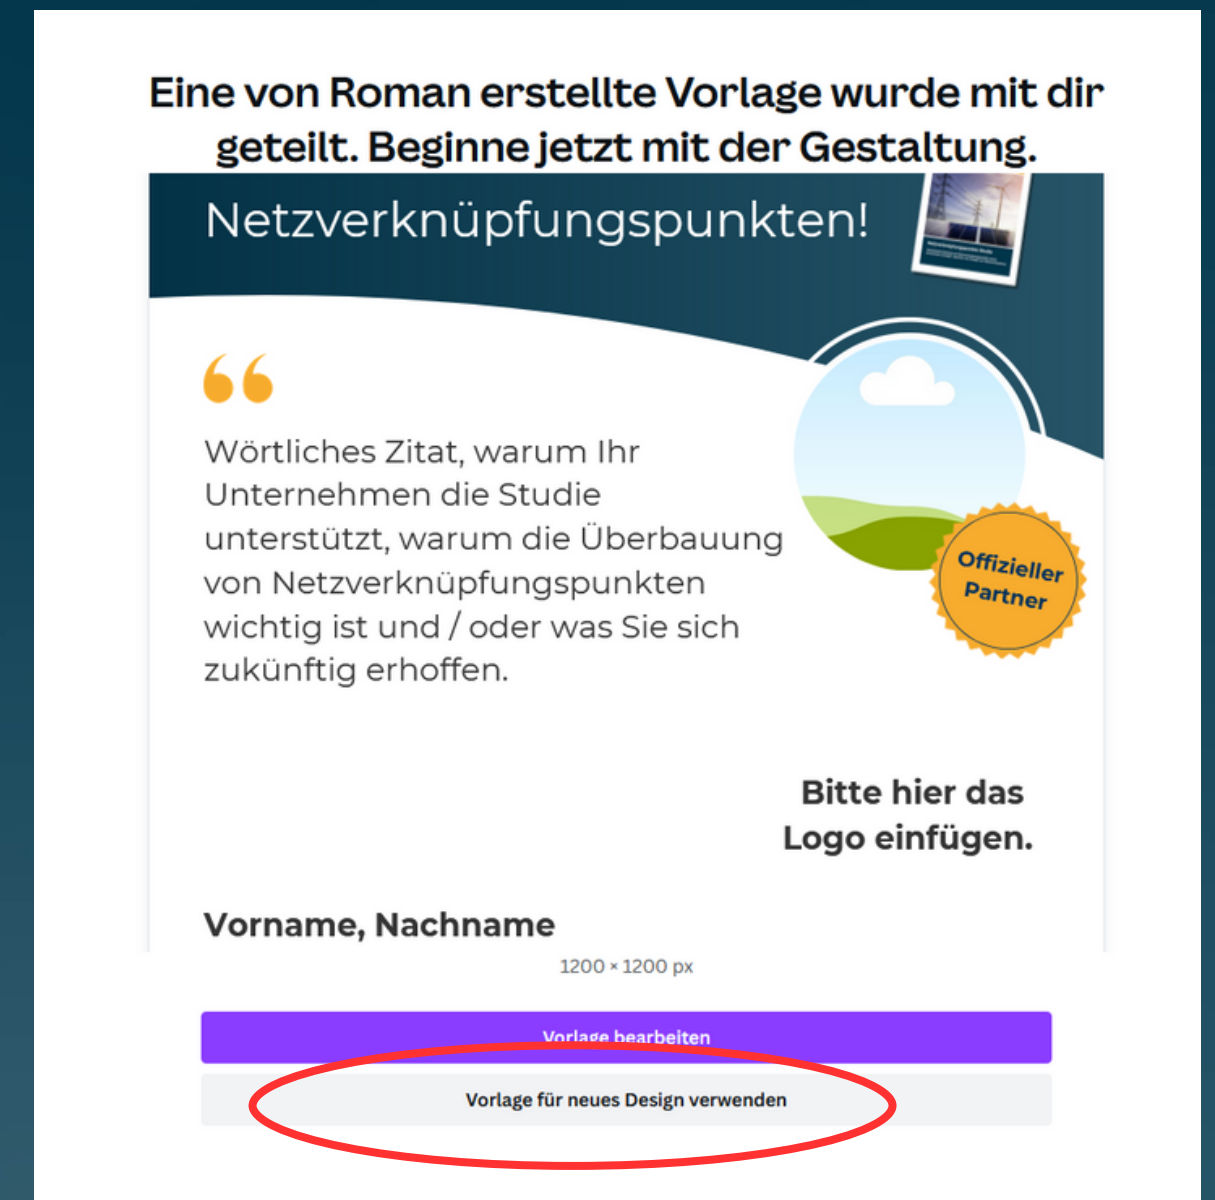 Eine von Roman erstellte Vorlage wurde mit dir
geteilt. Beginne jetzt mit der Gestaltung.
Netzverknüpfungspunkten!
Wörtliches Zitat, warum Ihr
Unternehmen die Studie
unterstützt, warum die Überbauung
von Netzverknüpfungspunkten
wichtig ist und / oder was Sie sich
zukünftig erhoffen.
Offizieller
Partner
Bitte hier das
Logo einfügen.
Vorname, Nachname
1200 × 1200 px
Vorlage bearbeiten
Vorlage für neues Design verwenden